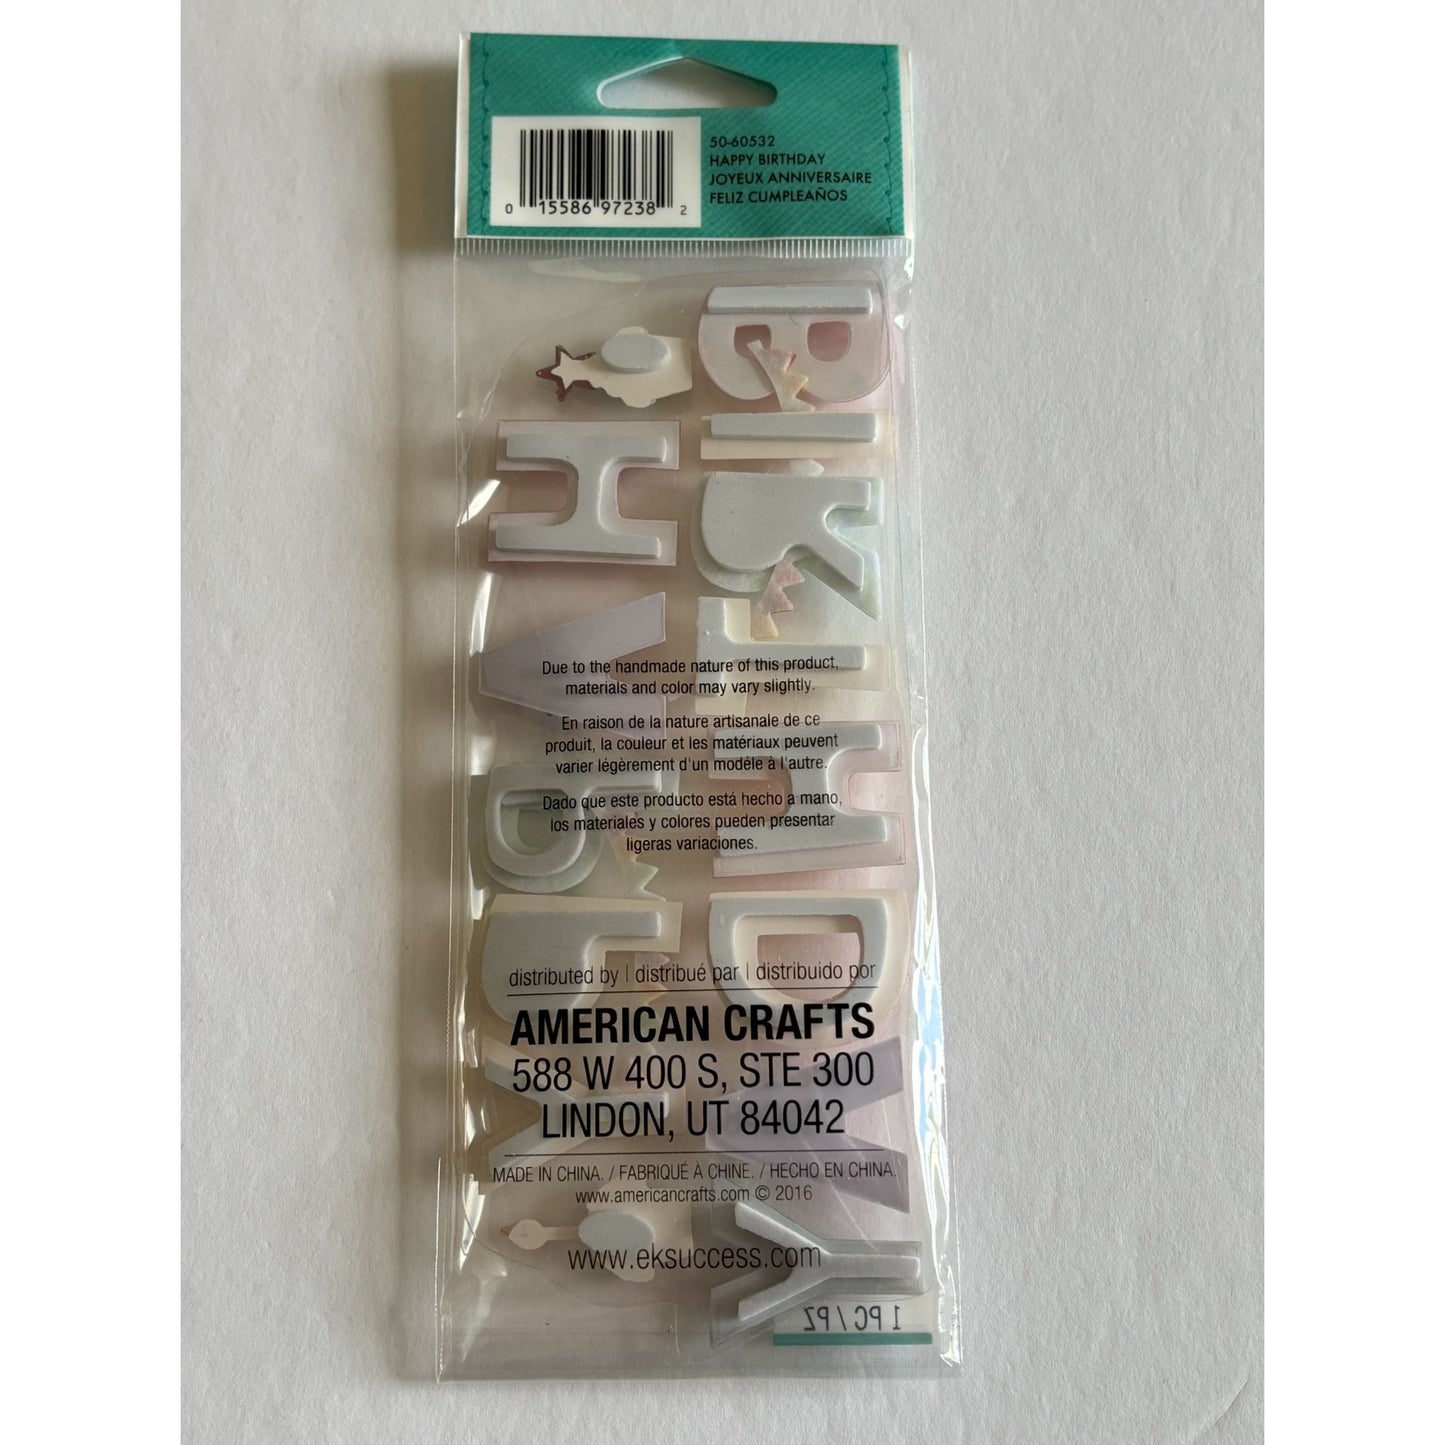 50-60532
HAPPY BIRTHDAY
JOYEUX ANNIVERSAIRE
FELIZ CUMPLEAÑOS
0 15586 97238 2
BIRTHDAY
HAPPY
Due to the handmade nature of this product,
materials and color may vary slightly.
En raison de la nature artisanale de ce
produit, la couleur et les matériaux peuvent
varier légèrement d'un modéle à l'autre.
Dado que este producto está hecho a mano,
los materiales y colores pueden presentar
ligeras variaciones.
distributed by | distribué par | distribuido por
AMERICAN CRAFTS
588 W 400 S, STE 300
LINDON, UT 84042
MADE IN CHINA. / FABRIQUÉ À CHINE. / HECHO EN CHINA.
www.americancrafts.com © 2016
www.eksuccess.com
1 PC / PZ